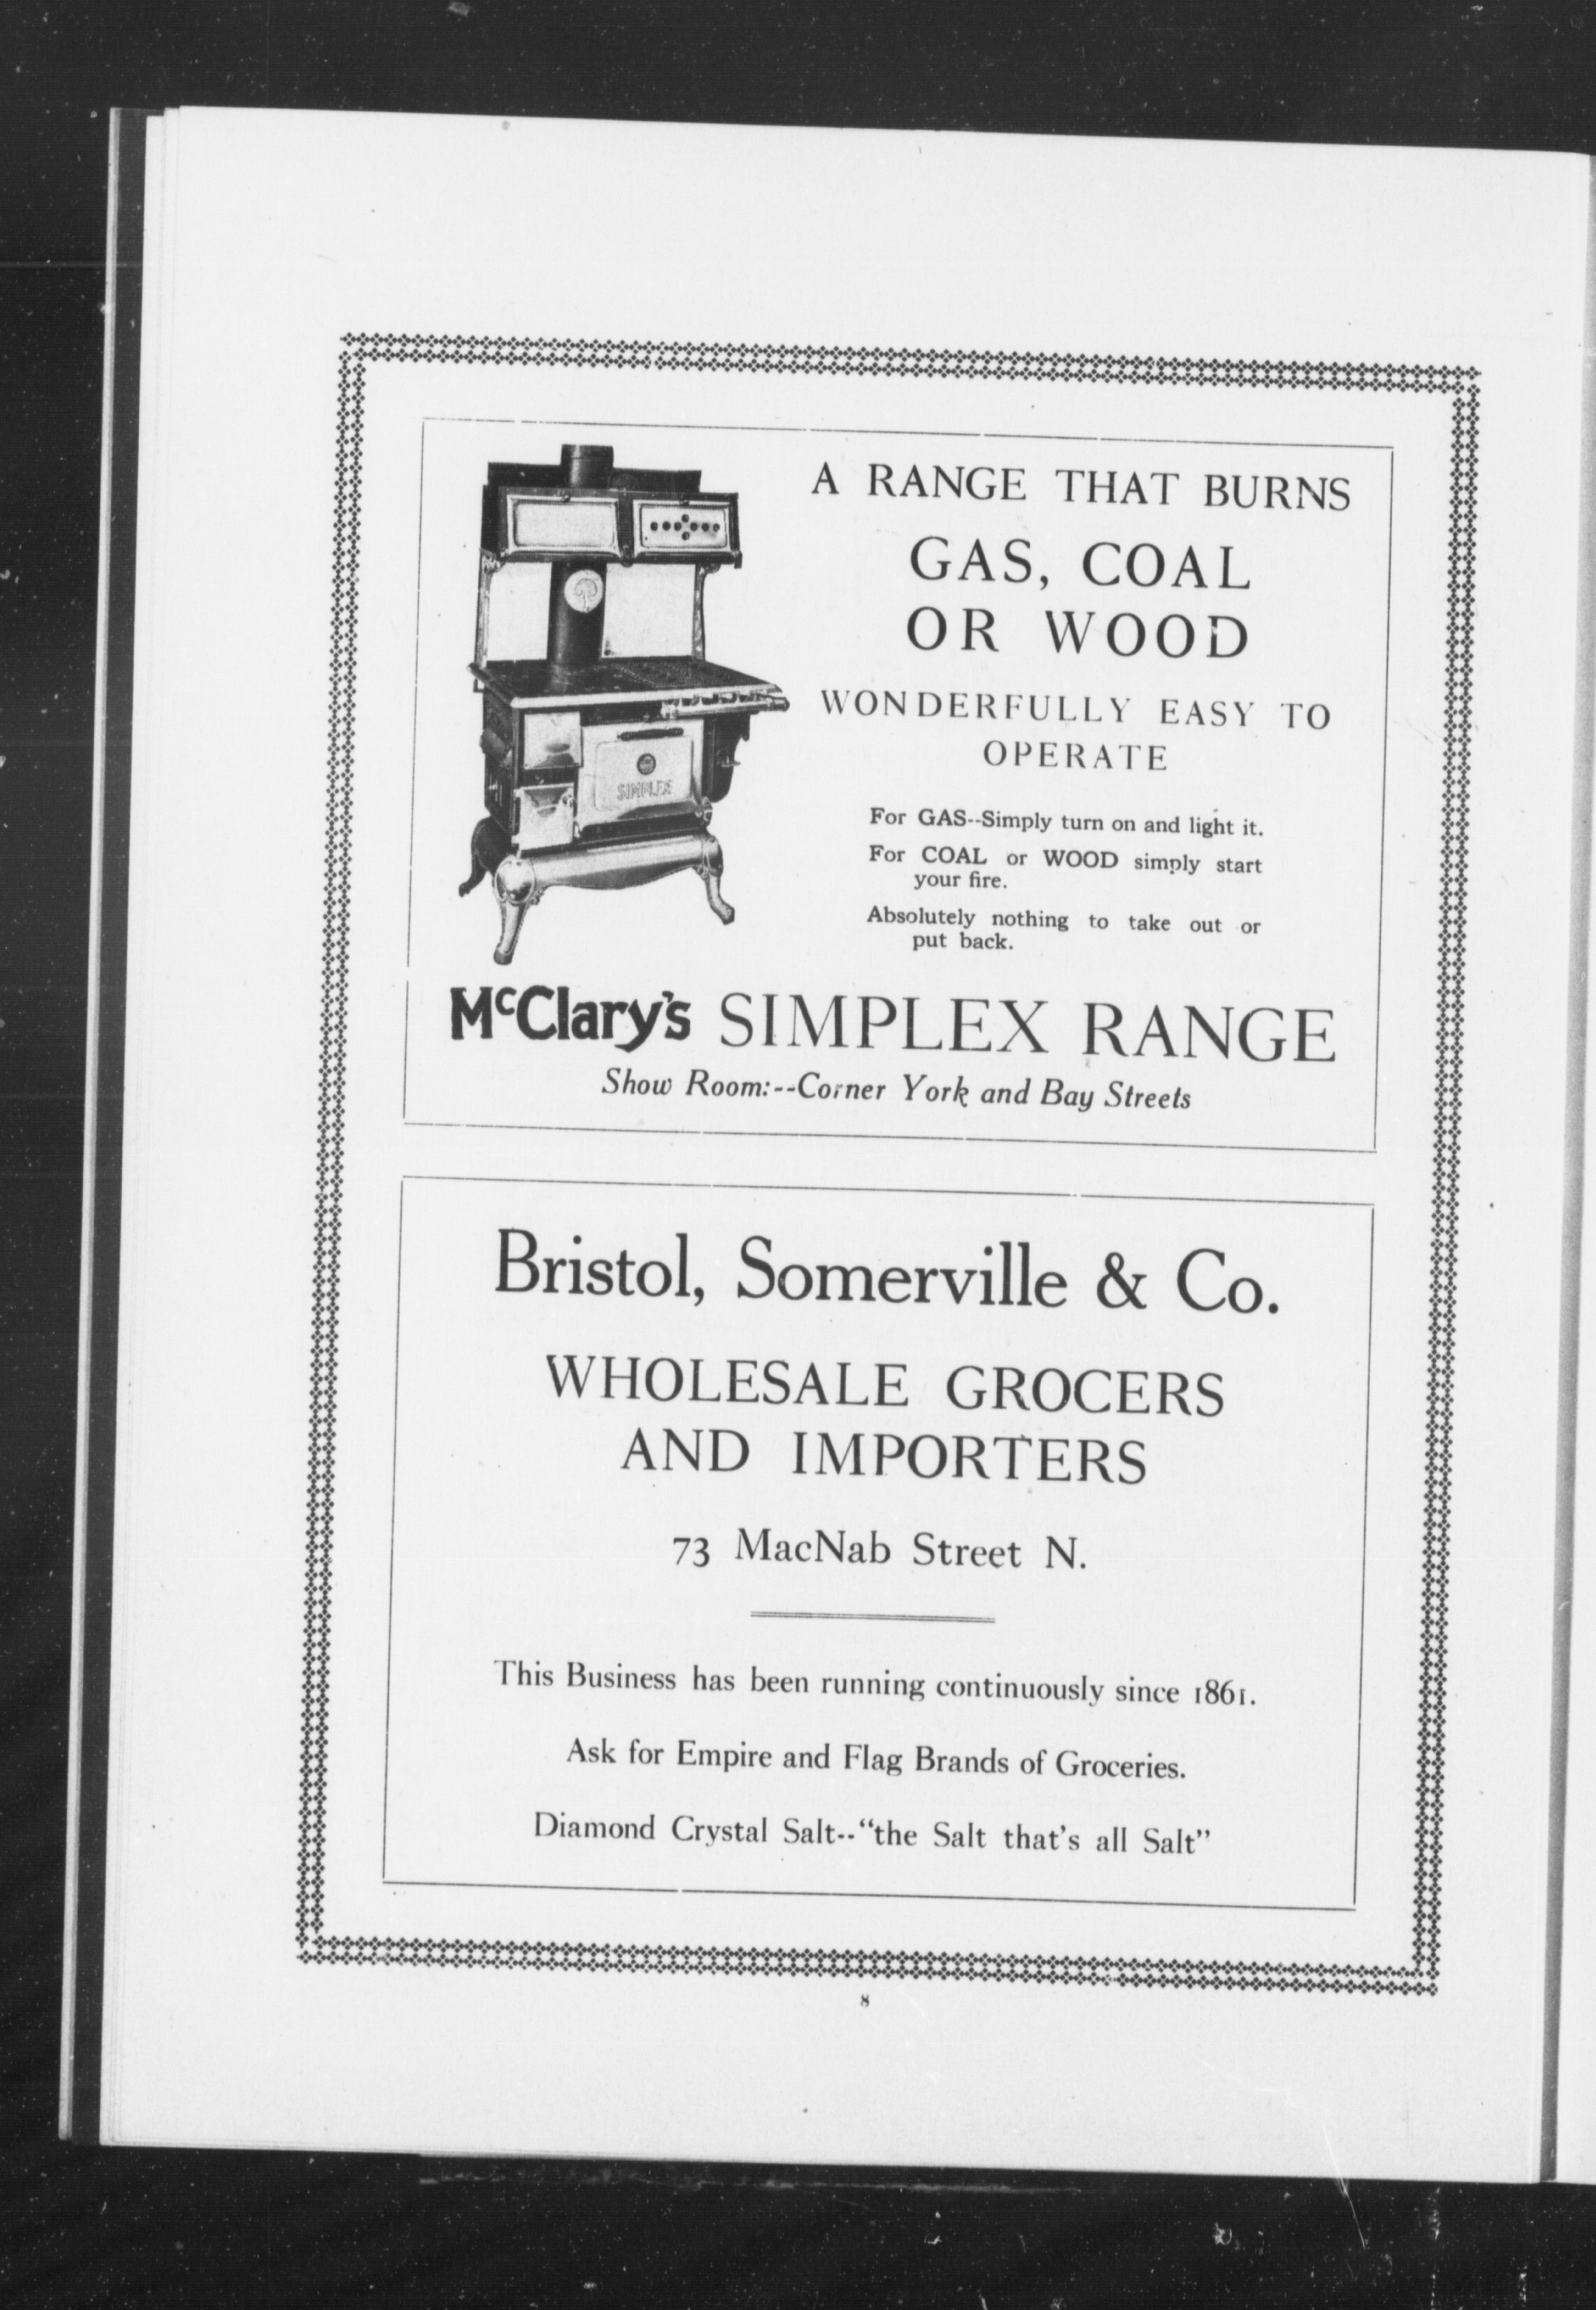 A RANGE THAT BURNS
GAS, COAL
OR WOOD
WONDERFULLY EASY TO
OPERATE
For GAS--Simply turn on and light it.
For COAL or WOOD simply start
your fire.
Absolutely nothing to take out or
put back.
SIMPLEX
McClary's SIMPLEX RANGE
Show Room:--Corner York and Bay Streets
Bristol, Somerville & Co.
WHOLESALE GROCERS
AND IMPORTERS
73 MacNab Street N.
This Business has been running continuously since 1861.
Ask for Empire and Flag Brands of Groceries.
Diamond Crystal Salt--"the Salt that's all Salt"
8